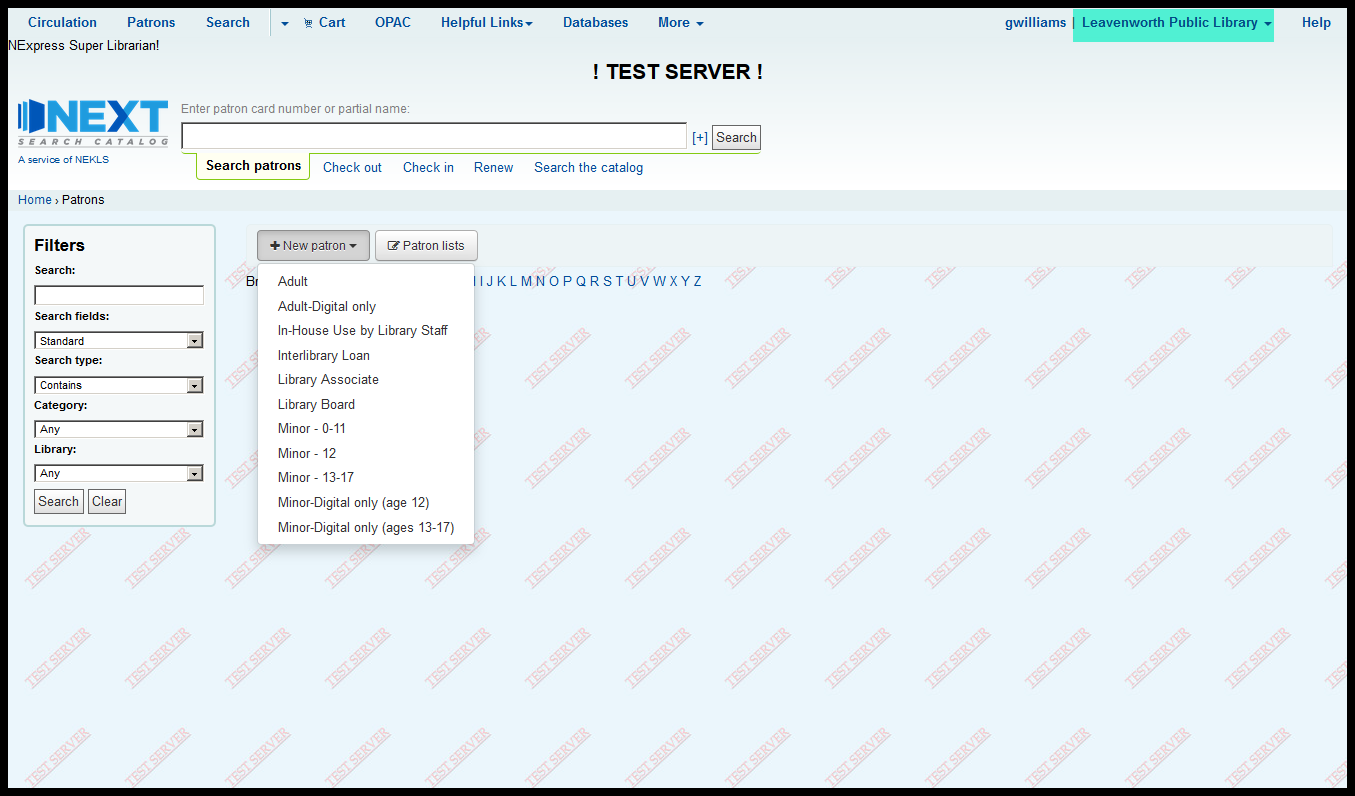 Circulation Patrons Search Cart OPAC Helpful Links Databases More gwilliams | Leavenworth Public Library Help
NExpress Super Librarian!
! TEST SERVER !
NEXT
SEARCH CATALOG
A service of NEKLS
Enter patron card number or partial name:
[+] Search
Search patrons Check out Check in Renew Search the catalog
Home › Patrons
Filters
Search:
Search fields:
Standard
Search type:
Contains
Category:
Any
Library:
Any
Search Clear
New patron Patron lists
Br I J K L M N O P Q R S T U V W X Y Z
Adult
Adult-Digital only
In-House Use by Library Staff
Interlibrary Loan
Library Associate
Library Board
Minor - 0-11
Minor - 12
Minor - 13-17
Minor-Digital only (age 12)
Minor-Digital only (ages 13-17)
TEST SERVER